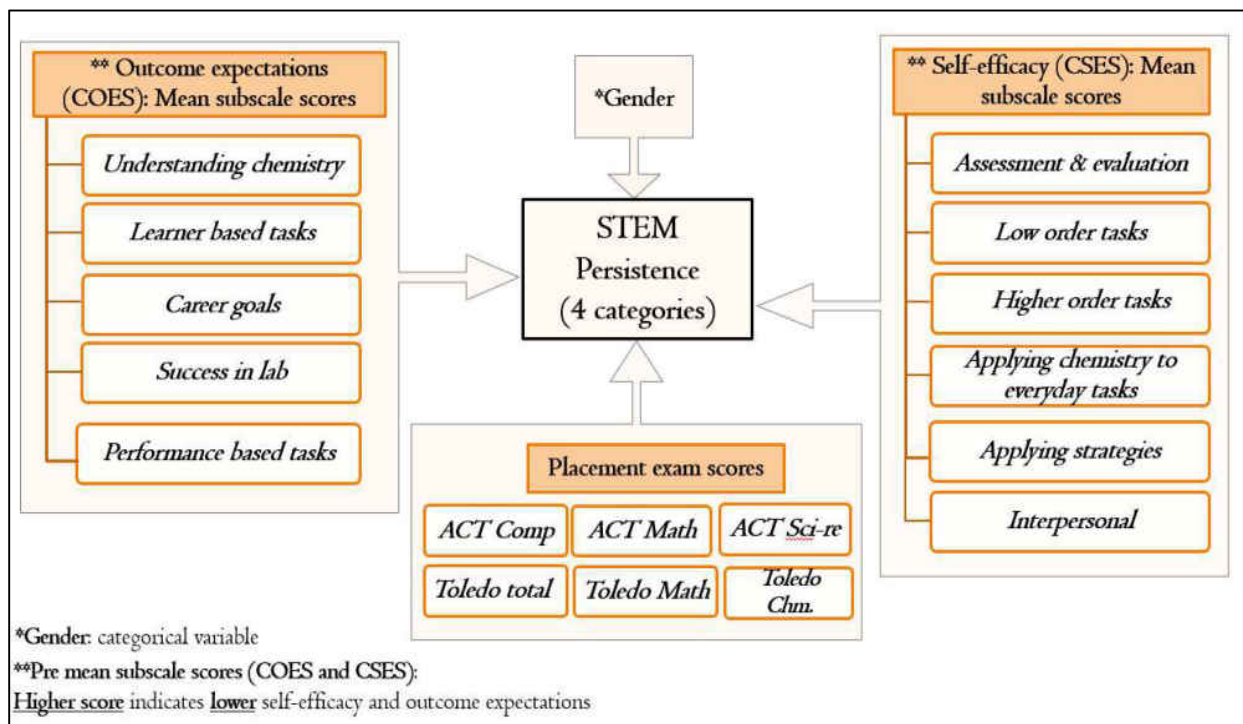 ** Outcome expectations
(COES): Mean subscale scores
Understanding chemistry
Learner based tasks
Career goals
Success in lab
Performance based tasks
*Gender
STEM
Persistence
(4 categories)
Placement exam scores
ACT Comp
ACT Math
ACT Sci-re
Toledo total
Toledo Math
Toledo
Chm.
** Self-efficacy (CSES): Mean
subscale scores
Assessment & evaluation
Low order tasks
Higher order tasks
Applying chemistry to
everyday tasks
Applying strategies
Interpersonal
*Gender: categorical variable
**Pre mean subscale scores (COES and CSES):
Higher score indicates lower self-efficacy and outcome expectations